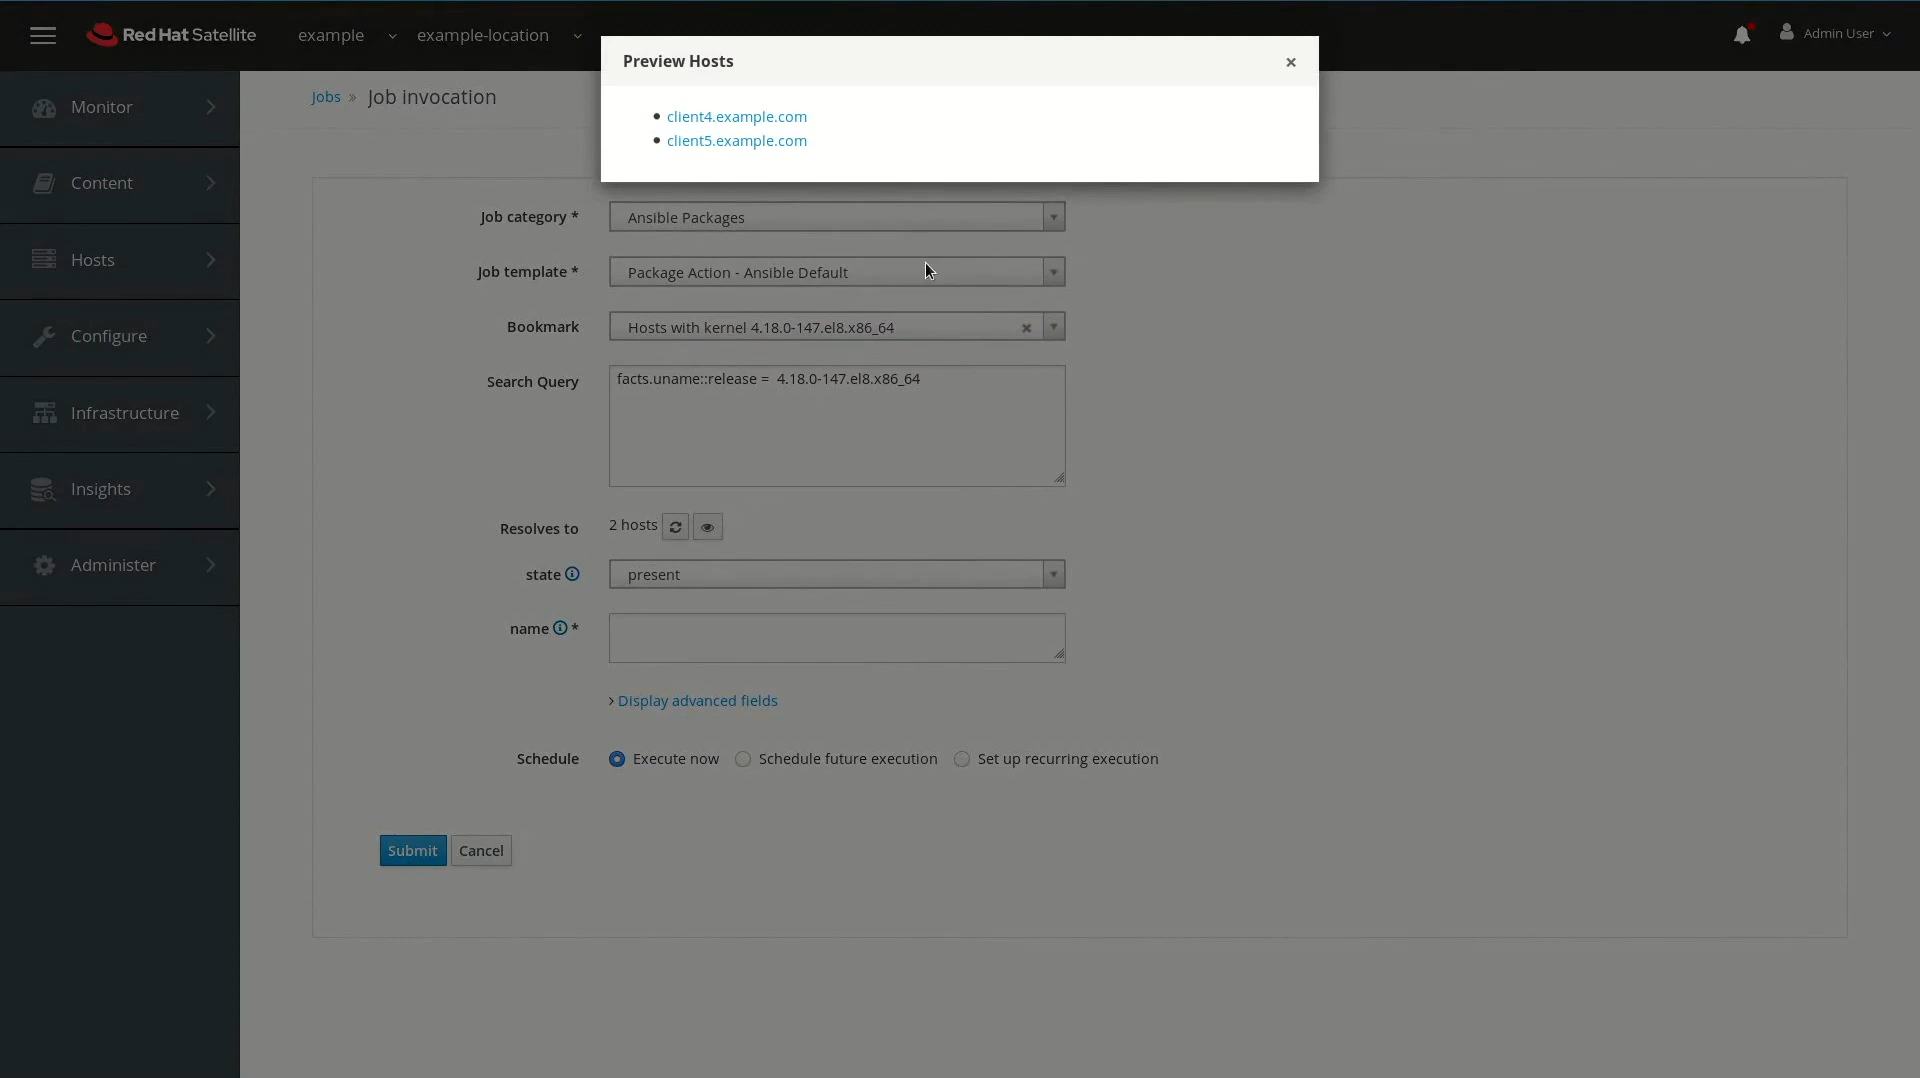 Red Hat Satellite
example
example-location
Admin User
Preview Hosts
×
client4.example.com
client5.example.com
Jobs » Job invocation
Monitor
Content
Hosts
Configure
Infrastructure
Insights
Administer
Job category *
Ansible Packages
Job template *
Package Action - Ansible Default
Bookmark
Hosts with kernel 4.18.0-147.el8.x86_64
Search Query
facts.uname::release =  4.18.0-147.el8.x86_64
Resolves to
2 hosts
state
present
name *
Display advanced fields
Schedule
Execute now
Schedule future execution
Set up recurring execution
Submit
Cancel